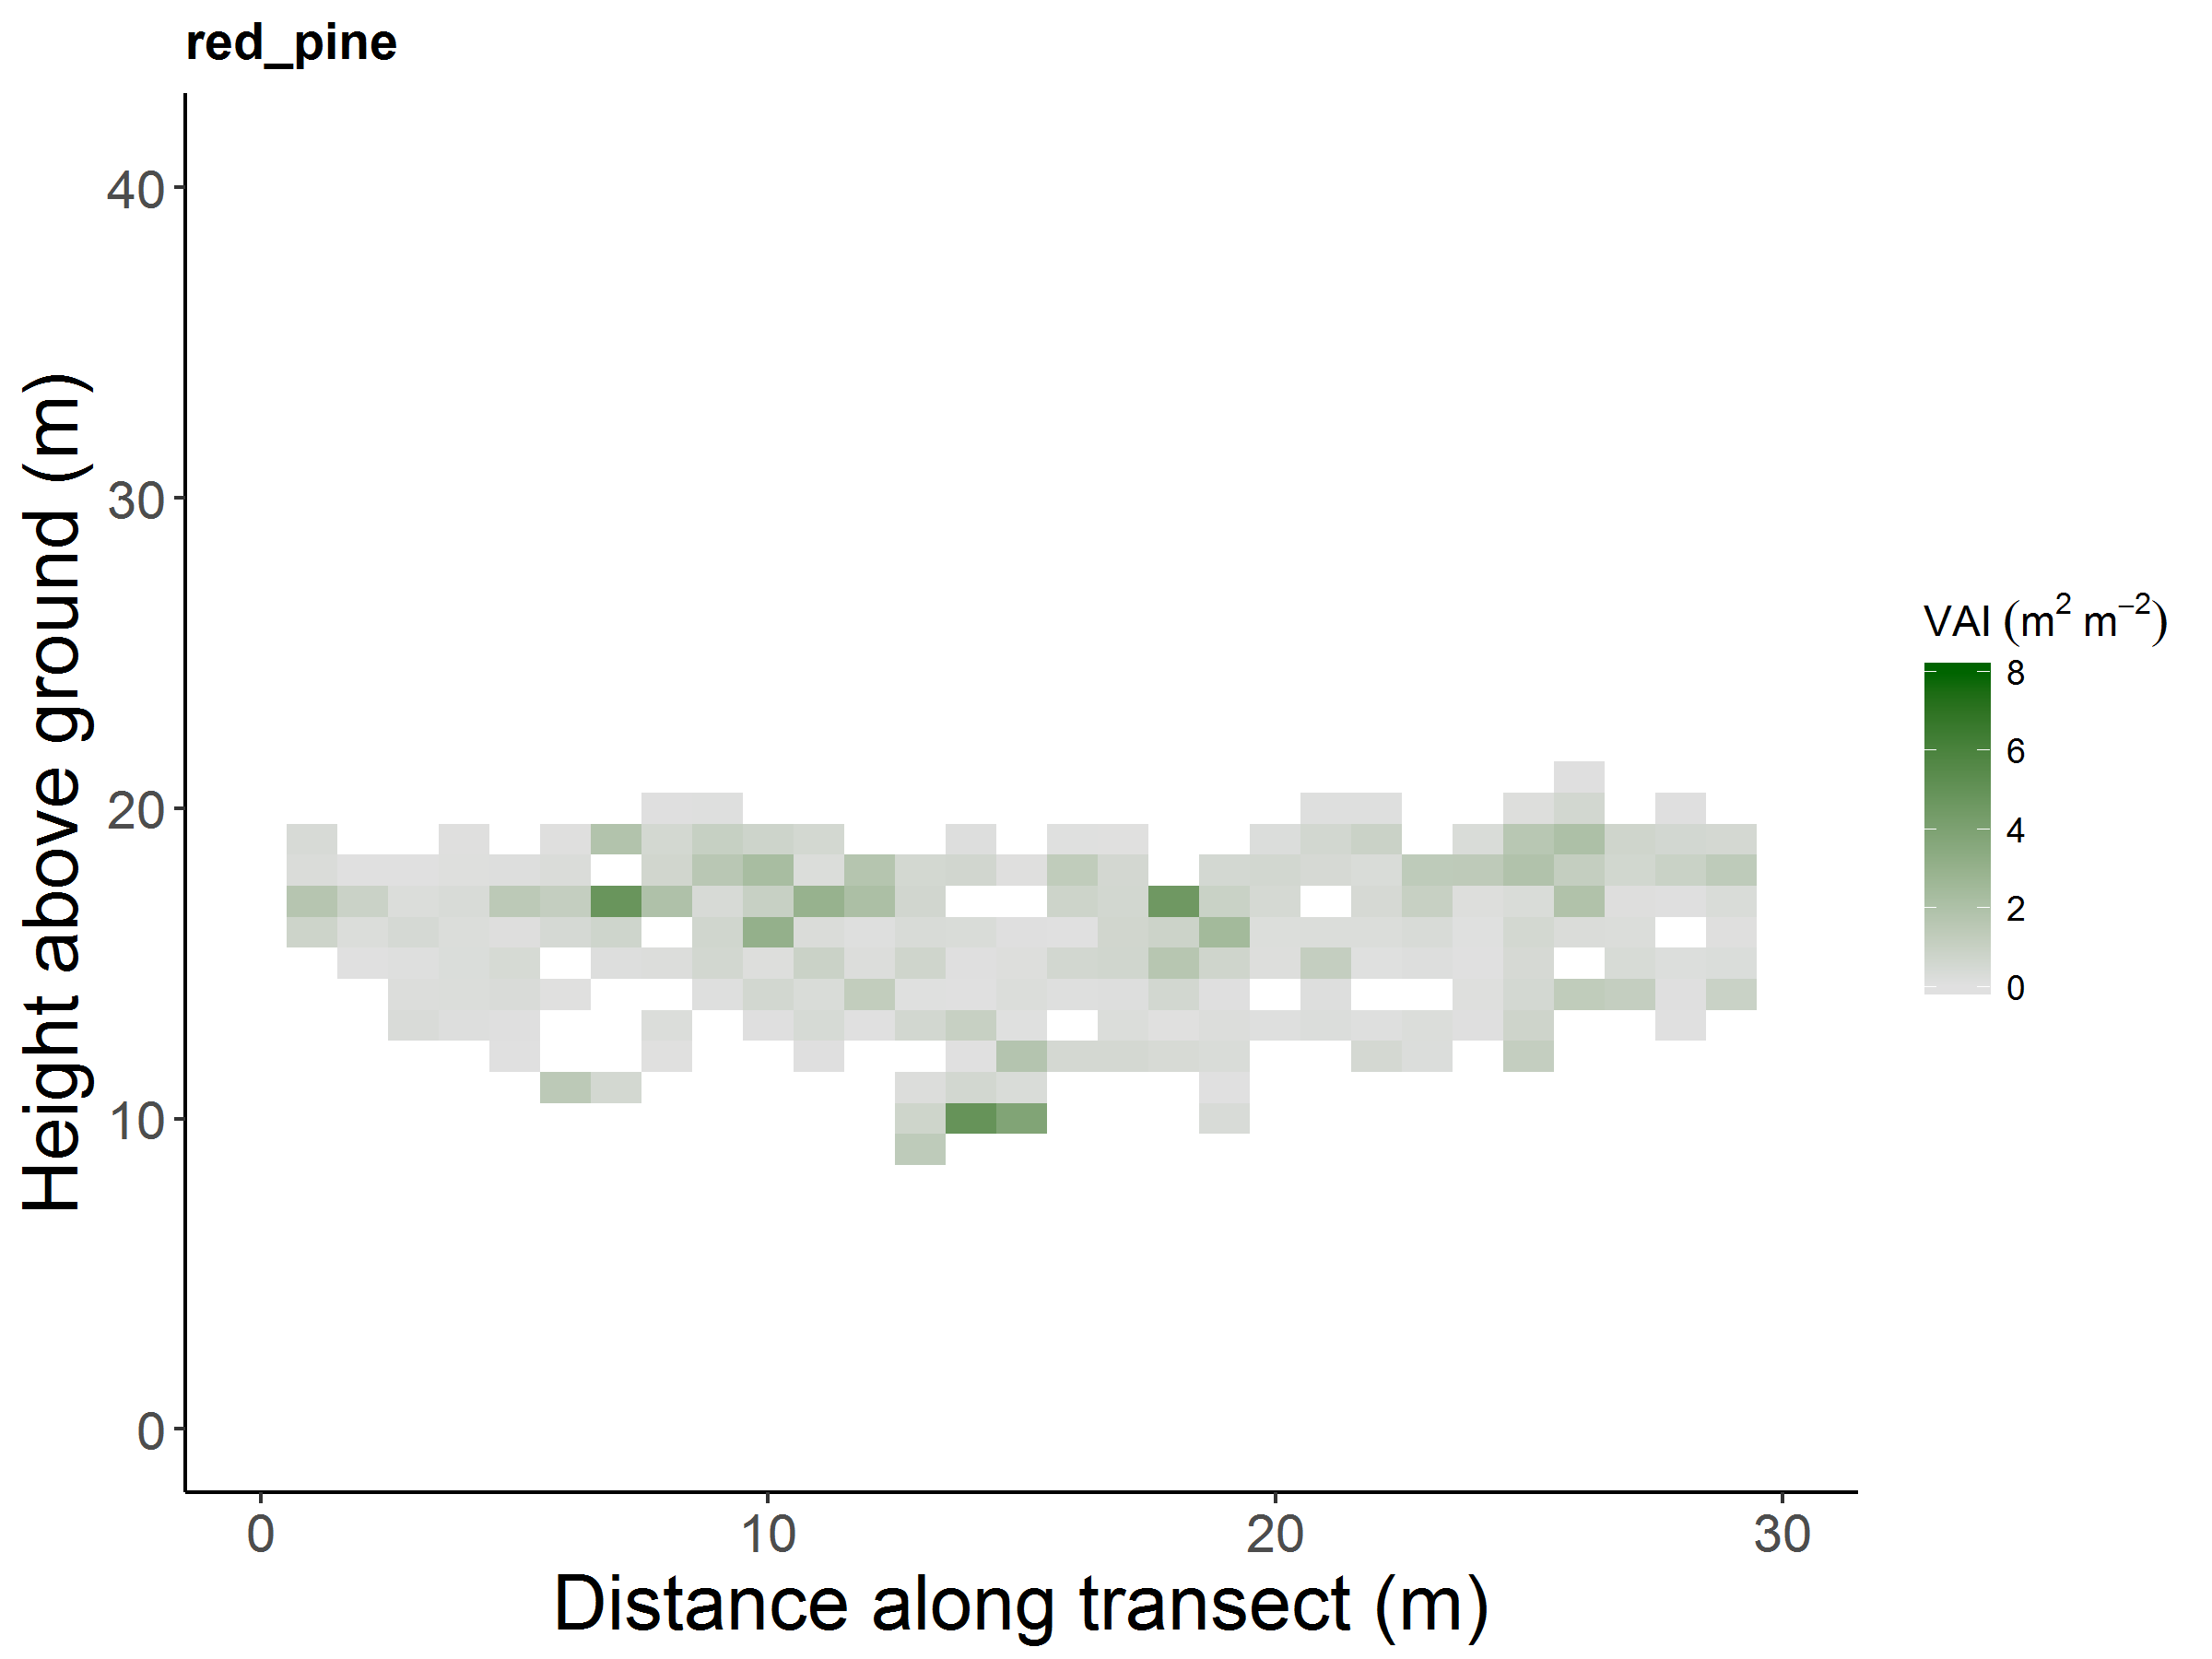 red_pine
Height above ground (m)
40
30
20
10
0
0 10 20 30
Distance along transect (m)
VAI (m² m⁻²)
8
6
4
2
0